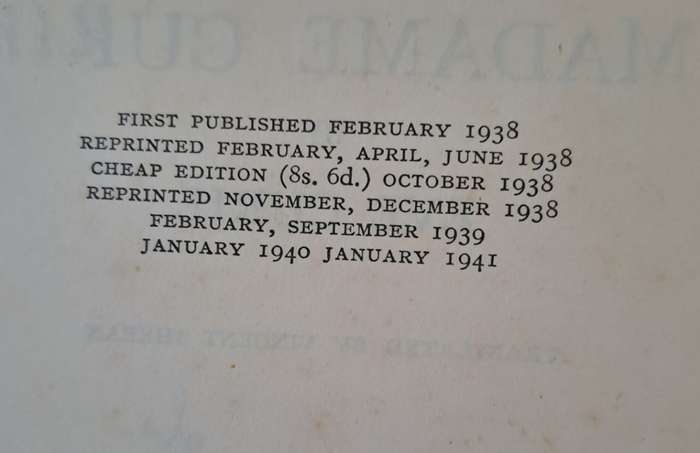 FIRST PUBLISHED FEBRUARY 1938
REPRINTED FEBRUARY, APRIL, JUNE 1938
CHEAP EDITION (8s. 6d.) OCTOBER 1938
REPRINTED NOVEMBER, DECEMBER 1938
FEBRUARY, SEPTEMBER 1939
JANUARY 1940 JANUARY 1941